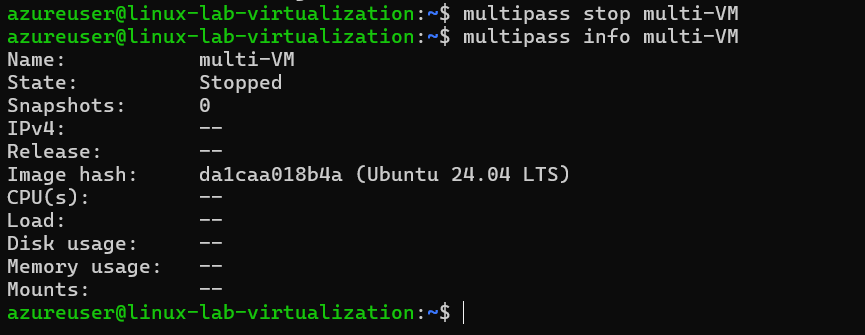 azureuser@linux-lab-virtualization:~$ multipass stop multi-VM
azureuser@linux-lab-virtualization:~$ multipass info multi-VM
Name:           multi-VM
State:          Stopped
Snapshots:      0
IPv4:           --
Release:        --
Image hash:     da1caa018b4a (Ubuntu 24.04 LTS)
CPU(s):         --
Load:           --
Disk usage:     --
Memory usage:   --
Mounts:         --
azureuser@linux-lab-virtualization:~$